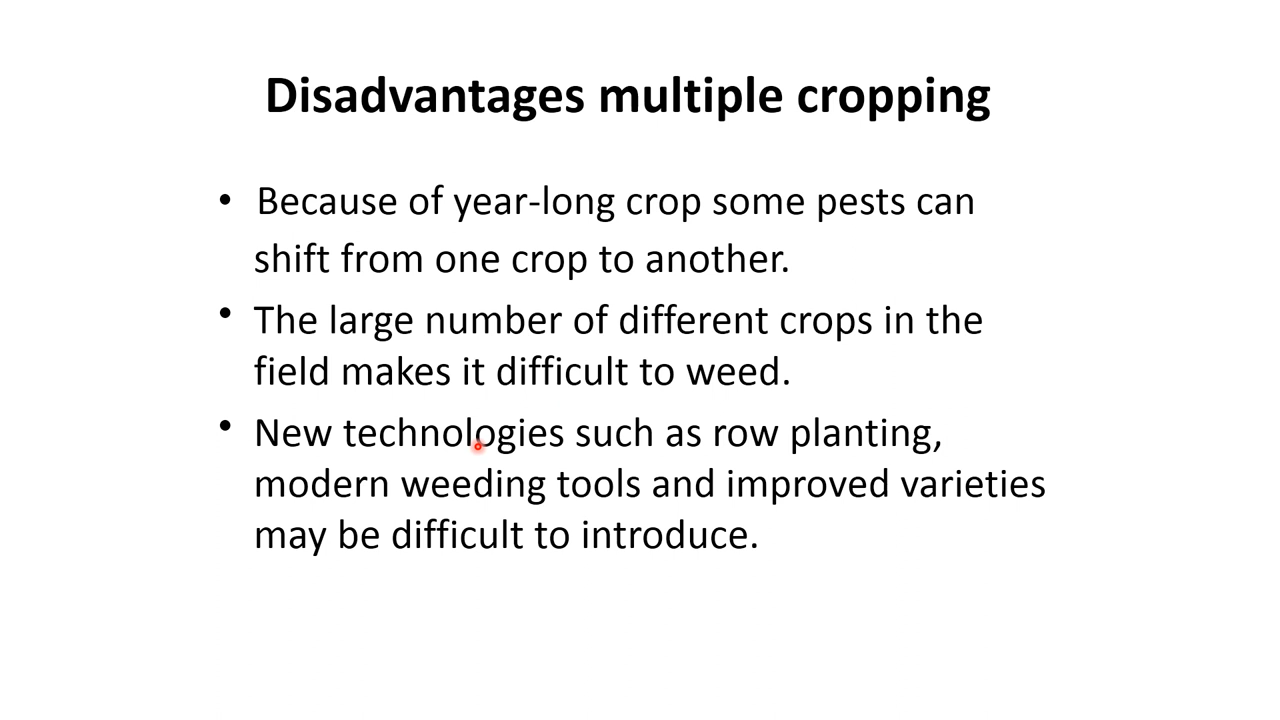 Disadvantages multiple cropping
• Because of year-long crop some pests can
shift from one crop to another.
• The large number of different crops in the
field makes it difficult to weed.
• New technologies such as row planting,
modern weeding tools and improved varieties
may be difficult to introduce.